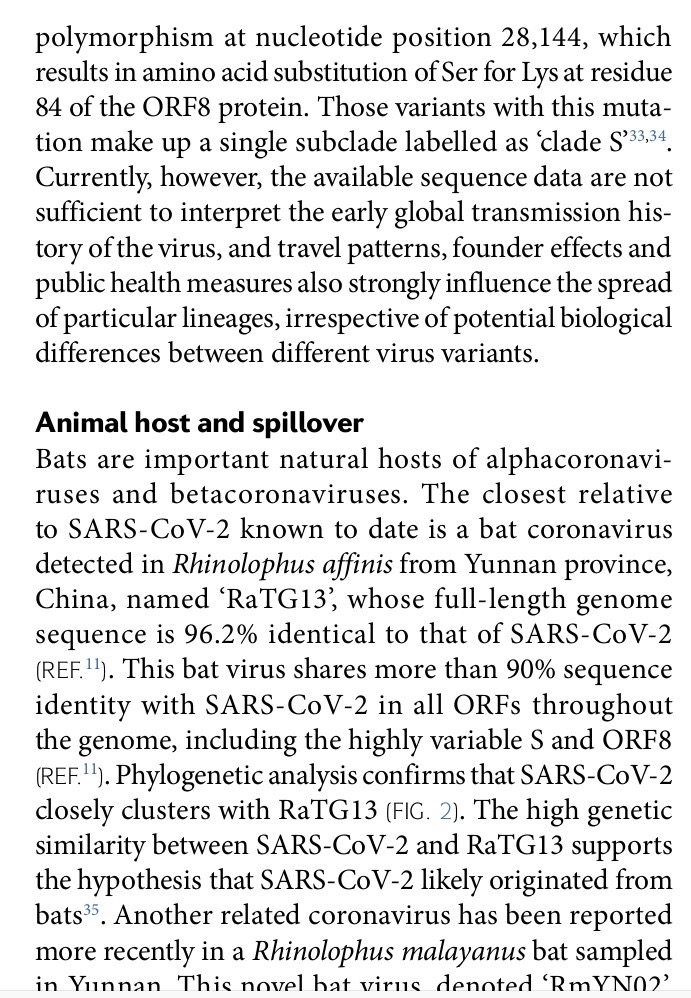 polymorphism at nucleotide position 28,144, which
results in amino acid substitution of Ser for Lys at residue
84 of the ORF8 protein. Those variants with this muta-
tion make up a single subclade labelled as ‘clade S’33,34.
Currently, however, the available sequence data are not
sufficient to interpret the early global transmission his-
tory of the virus, and travel patterns, founder effects and
public health measures also strongly influence the spread
of particular lineages, irrespective of potential biological
differences between different virus variants.
Animal host and spillover
Bats are important natural hosts of alphacoronavi-
ruses and betacoronaviruses. The closest relative
to SARS-CoV-2 known to date is a bat coronavirus
detected in Rhinolophus affinis from Yunnan province,
China, named ‘RaTG13’, whose full-length genome
sequence is 96.2% identical to that of SARS-CoV-2
(REF.11). This bat virus shares more than 90% sequence
identity with SARS-CoV-2 in all ORFs throughout
the genome, including the highly variable S and ORF8
(REF.11). Phylogenetic analysis confirms that SARS-CoV-2
closely clusters with RaTG13 (FIG. 2). The high genetic
similarity between SARS-CoV-2 and RaTG13 supports
the hypothesis that SARS-CoV-2 likely originated from
bats35. Another related coronavirus has been reported
more recently in a Rhinolophus malayanus bat sampled
in Yunnan. This novel bat virus, denoted ‘RmYN02’,